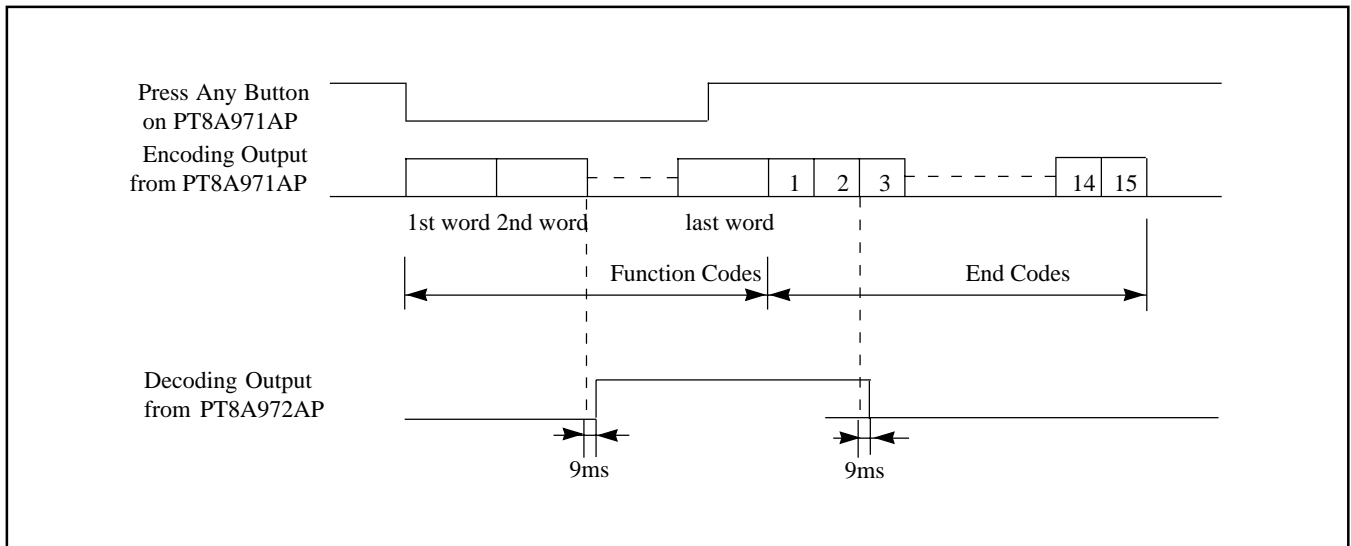 Press Any Button
on PT8A971AP
Encoding Output
from PT8A971AP
1 2 3 14 15
1st word 2nd word last word
Function Codes End Codes
Decoding Output
from PT8A972AP
9ms 9ms